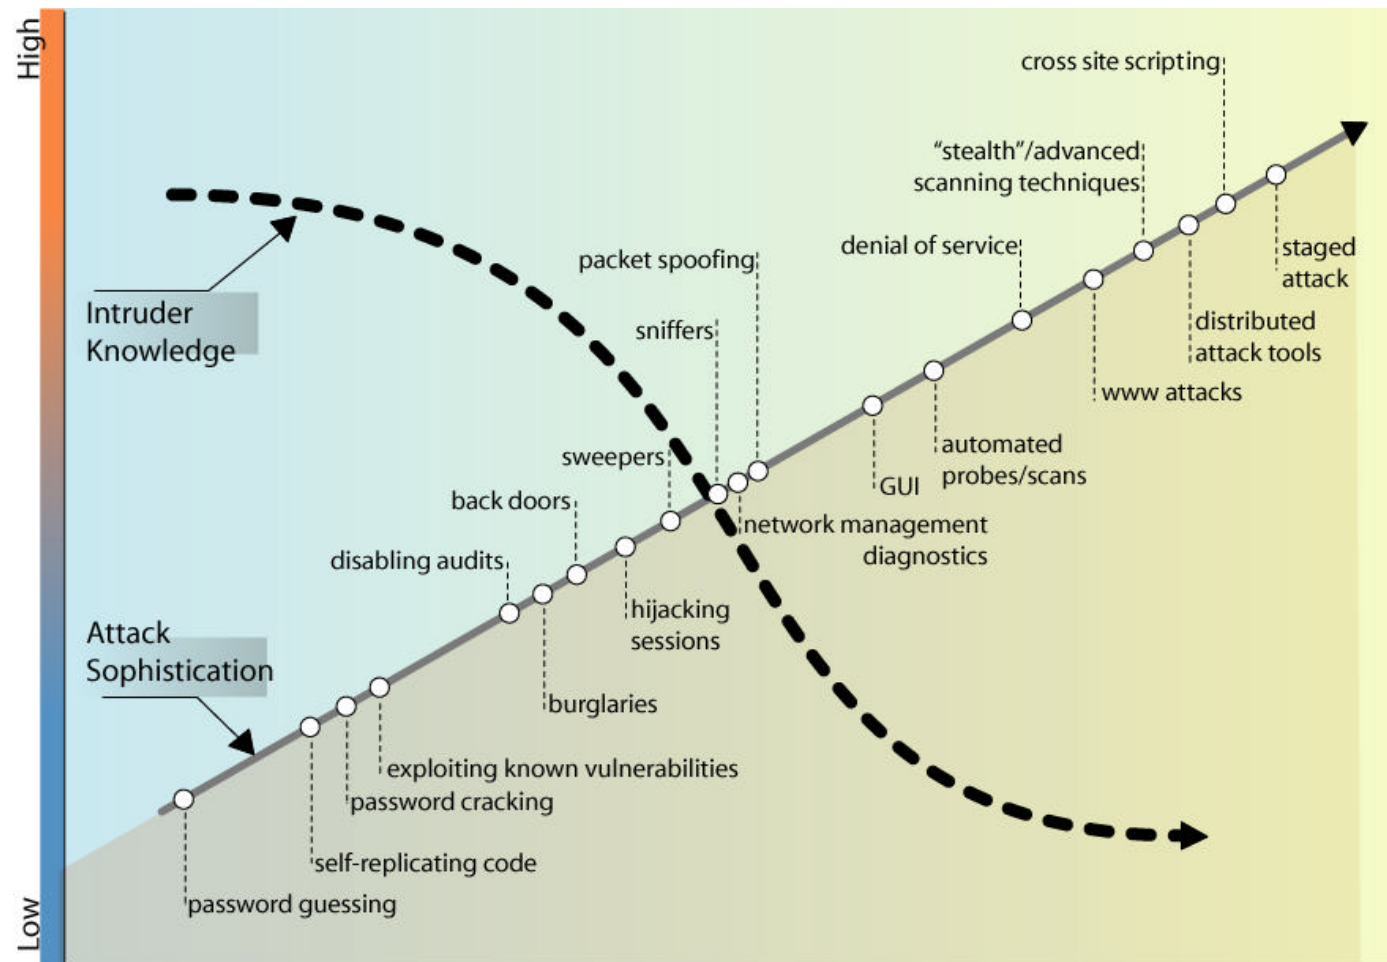 High
cross site scripting
“stealth”/advanced
scanning techniques
denial of service
packet spoofing
staged
attack
Intruder
Knowledge
sniffers
distributed
attack tools
www attacks
sweepers
automated
probes/scans
GUI
back doors
network management
diagnostics
disabling audits
hijacking
sessions
Attack
Sophistication
burglaries
exploiting known vulnerabilities
password cracking
self-replicating code
password guessing
Low